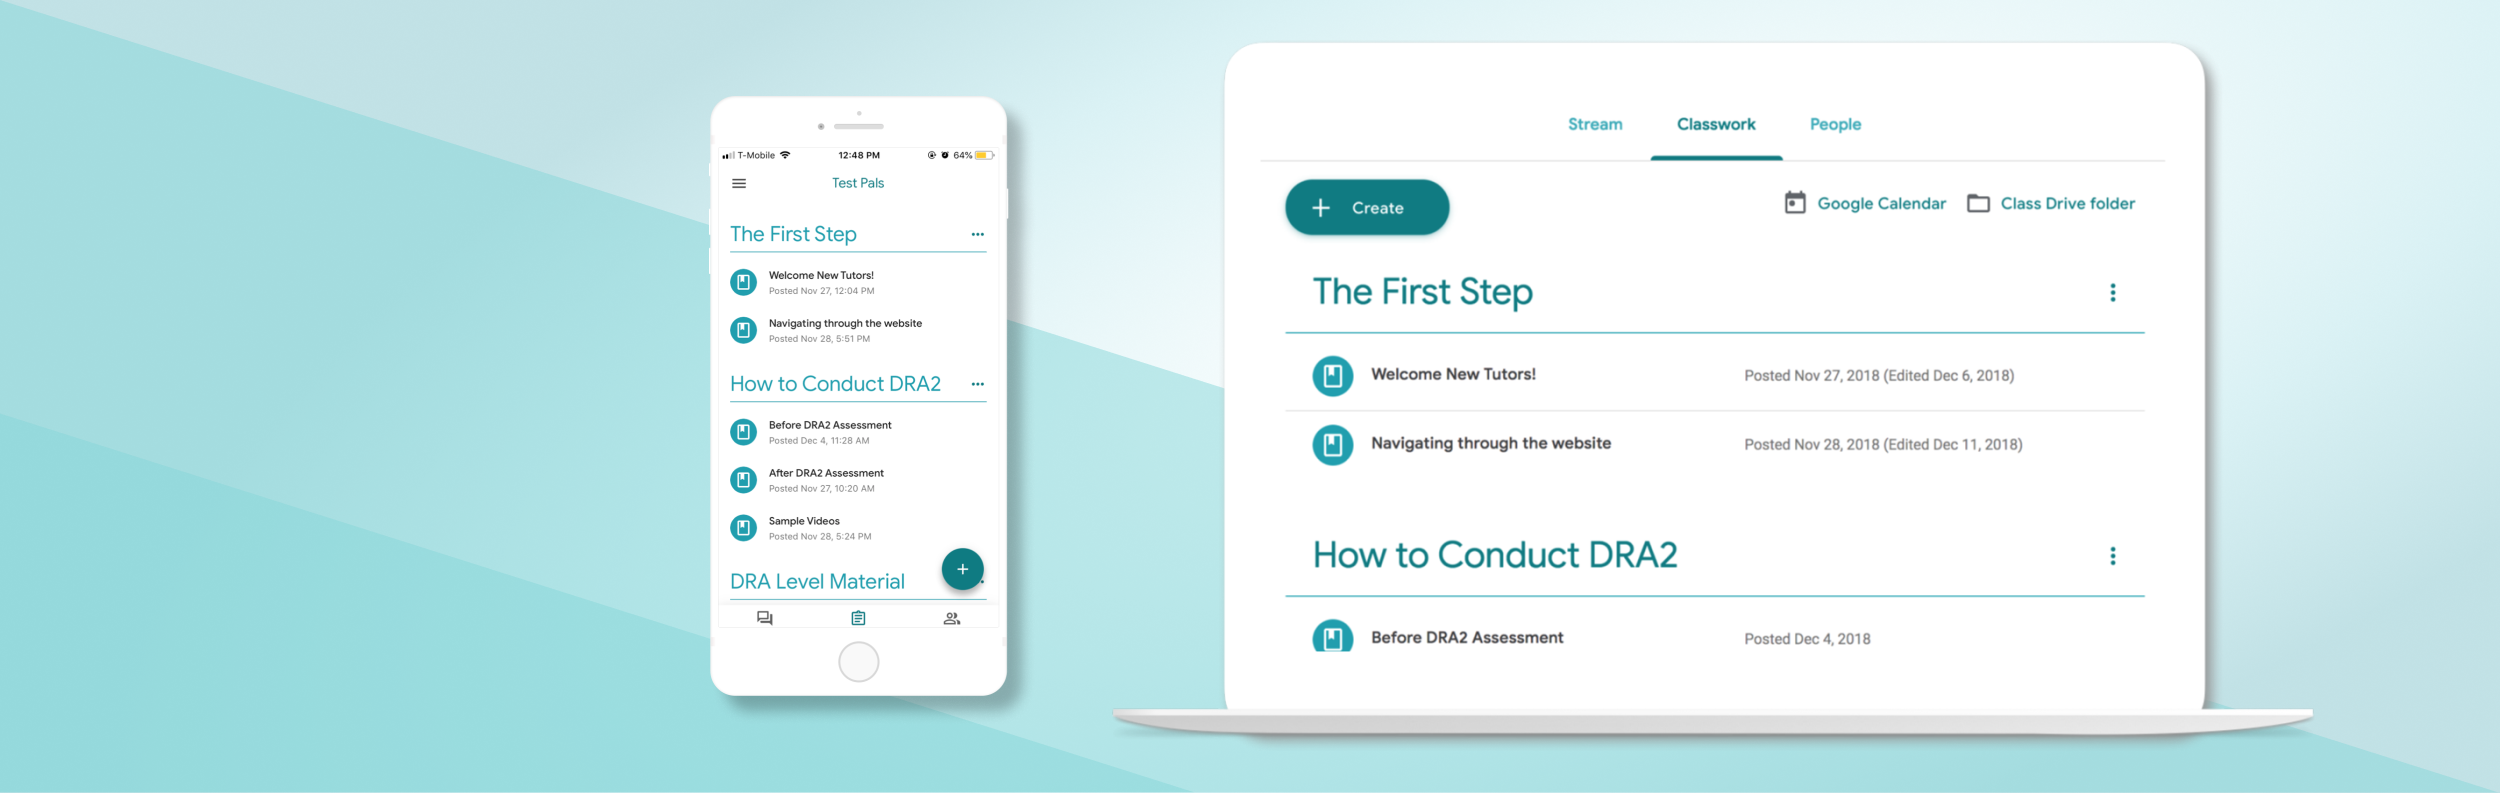 T-Mobile 12:48 PM 64%
Test Pals
The First Step
Welcome New Tutors!
Posted Nov 27, 12:04 PM
Navigating through the website
Posted Nov 28, 5:51 PM
How to Conduct DRA2
Before DRA2 Assessment
Posted Dec 4, 11:28 AM
After DRA2 Assessment
Posted Nov 27, 10:20 AM
Sample Videos
Posted Nov 28, 5:24 PM
DRA Level Material
Stream Classwork People
Create Google Calendar Class Drive folder
The First Step
Welcome New Tutors! Posted Nov 27, 2018 (Edited Dec 6, 2018)
Navigating through the website Posted Nov 28, 2018 (Edited Dec 11, 2018)
How to Conduct DRA2
Before DRA2 Assessment Posted Dec 4, 2018